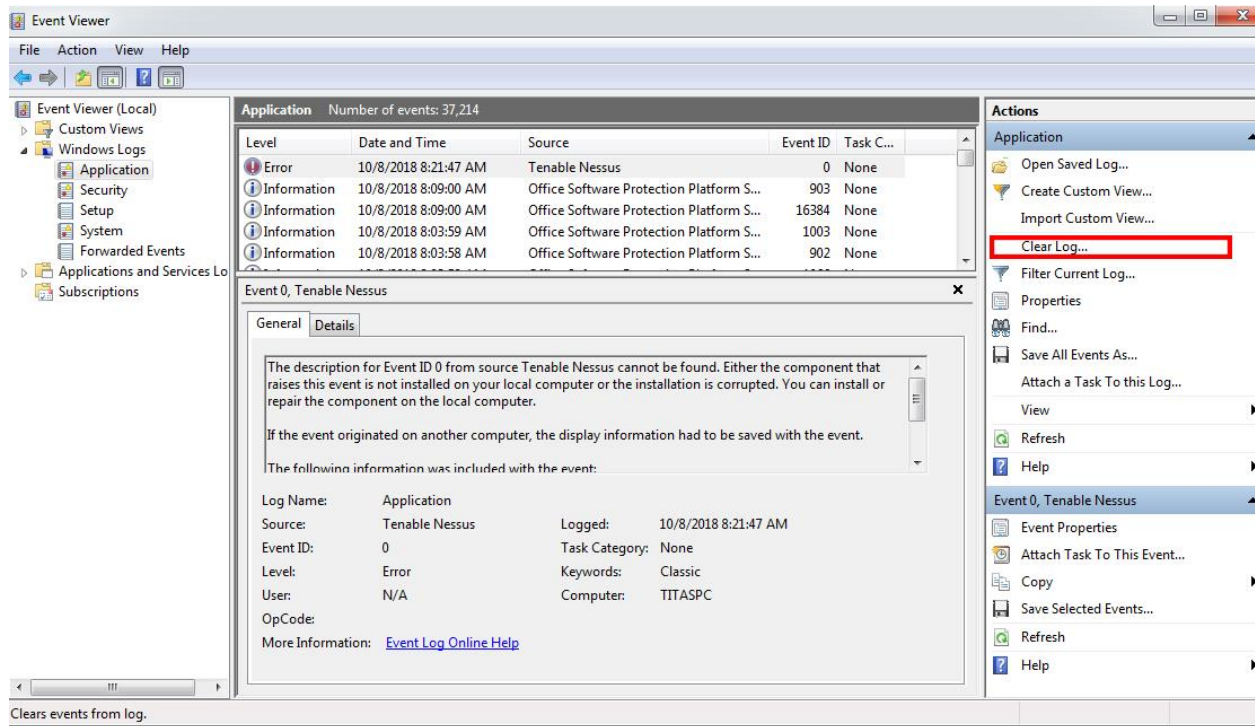 Event Viewer
File Action View Help
Event Viewer (Local)
Custom Views
Windows Logs
Application
Security
Setup
System
Forwarded Events
Applications and Services Lo
Subscriptions
Application Number of events: 37,214
Level Date and Time Source Event ID Task C...
Error 10/8/2018 8:21:47 AM Tenable Nessus 0 None
Information 10/8/2018 8:09:00 AM Office Software Protection Platform S... 903 None
Information 10/8/2018 8:09:00 AM Office Software Protection Platform S... 16384 None
Information 10/8/2018 8:03:59 AM Office Software Protection Platform S... 1003 None
Information 10/8/2018 8:03:58 AM Office Software Protection Platform S... 902 None
Event 0, Tenable Nessus
General Details
The description for Event ID 0 from source Tenable Nessus cannot be found. Either the component that
raises this event is not installed on your local computer or the installation is corrupted. You can install or
repair the component on the local computer.
If the event originated on another computer, the display information had to be saved with the event.
The following information was included with the event:
Log Name: Application
Source: Tenable Nessus Logged: 10/8/2018 8:21:47 AM
Event ID: 0 Task Category: None
Level: Error Keywords: Classic
User: N/A Computer: TITASPC
OpCode:
More Information: Event Log Online Help
Actions
Application
Open Saved Log...
Create Custom View...
Import Custom View...
Clear Log...
Filter Current Log...
Properties
Find...
Save All Events As...
Attach a Task To this Log...
View
Refresh
Help
Event 0, Tenable Nessus
Event Properties
Attach Task To This Event...
Copy
Save Selected Events...
Refresh
Help
Clears events from log.